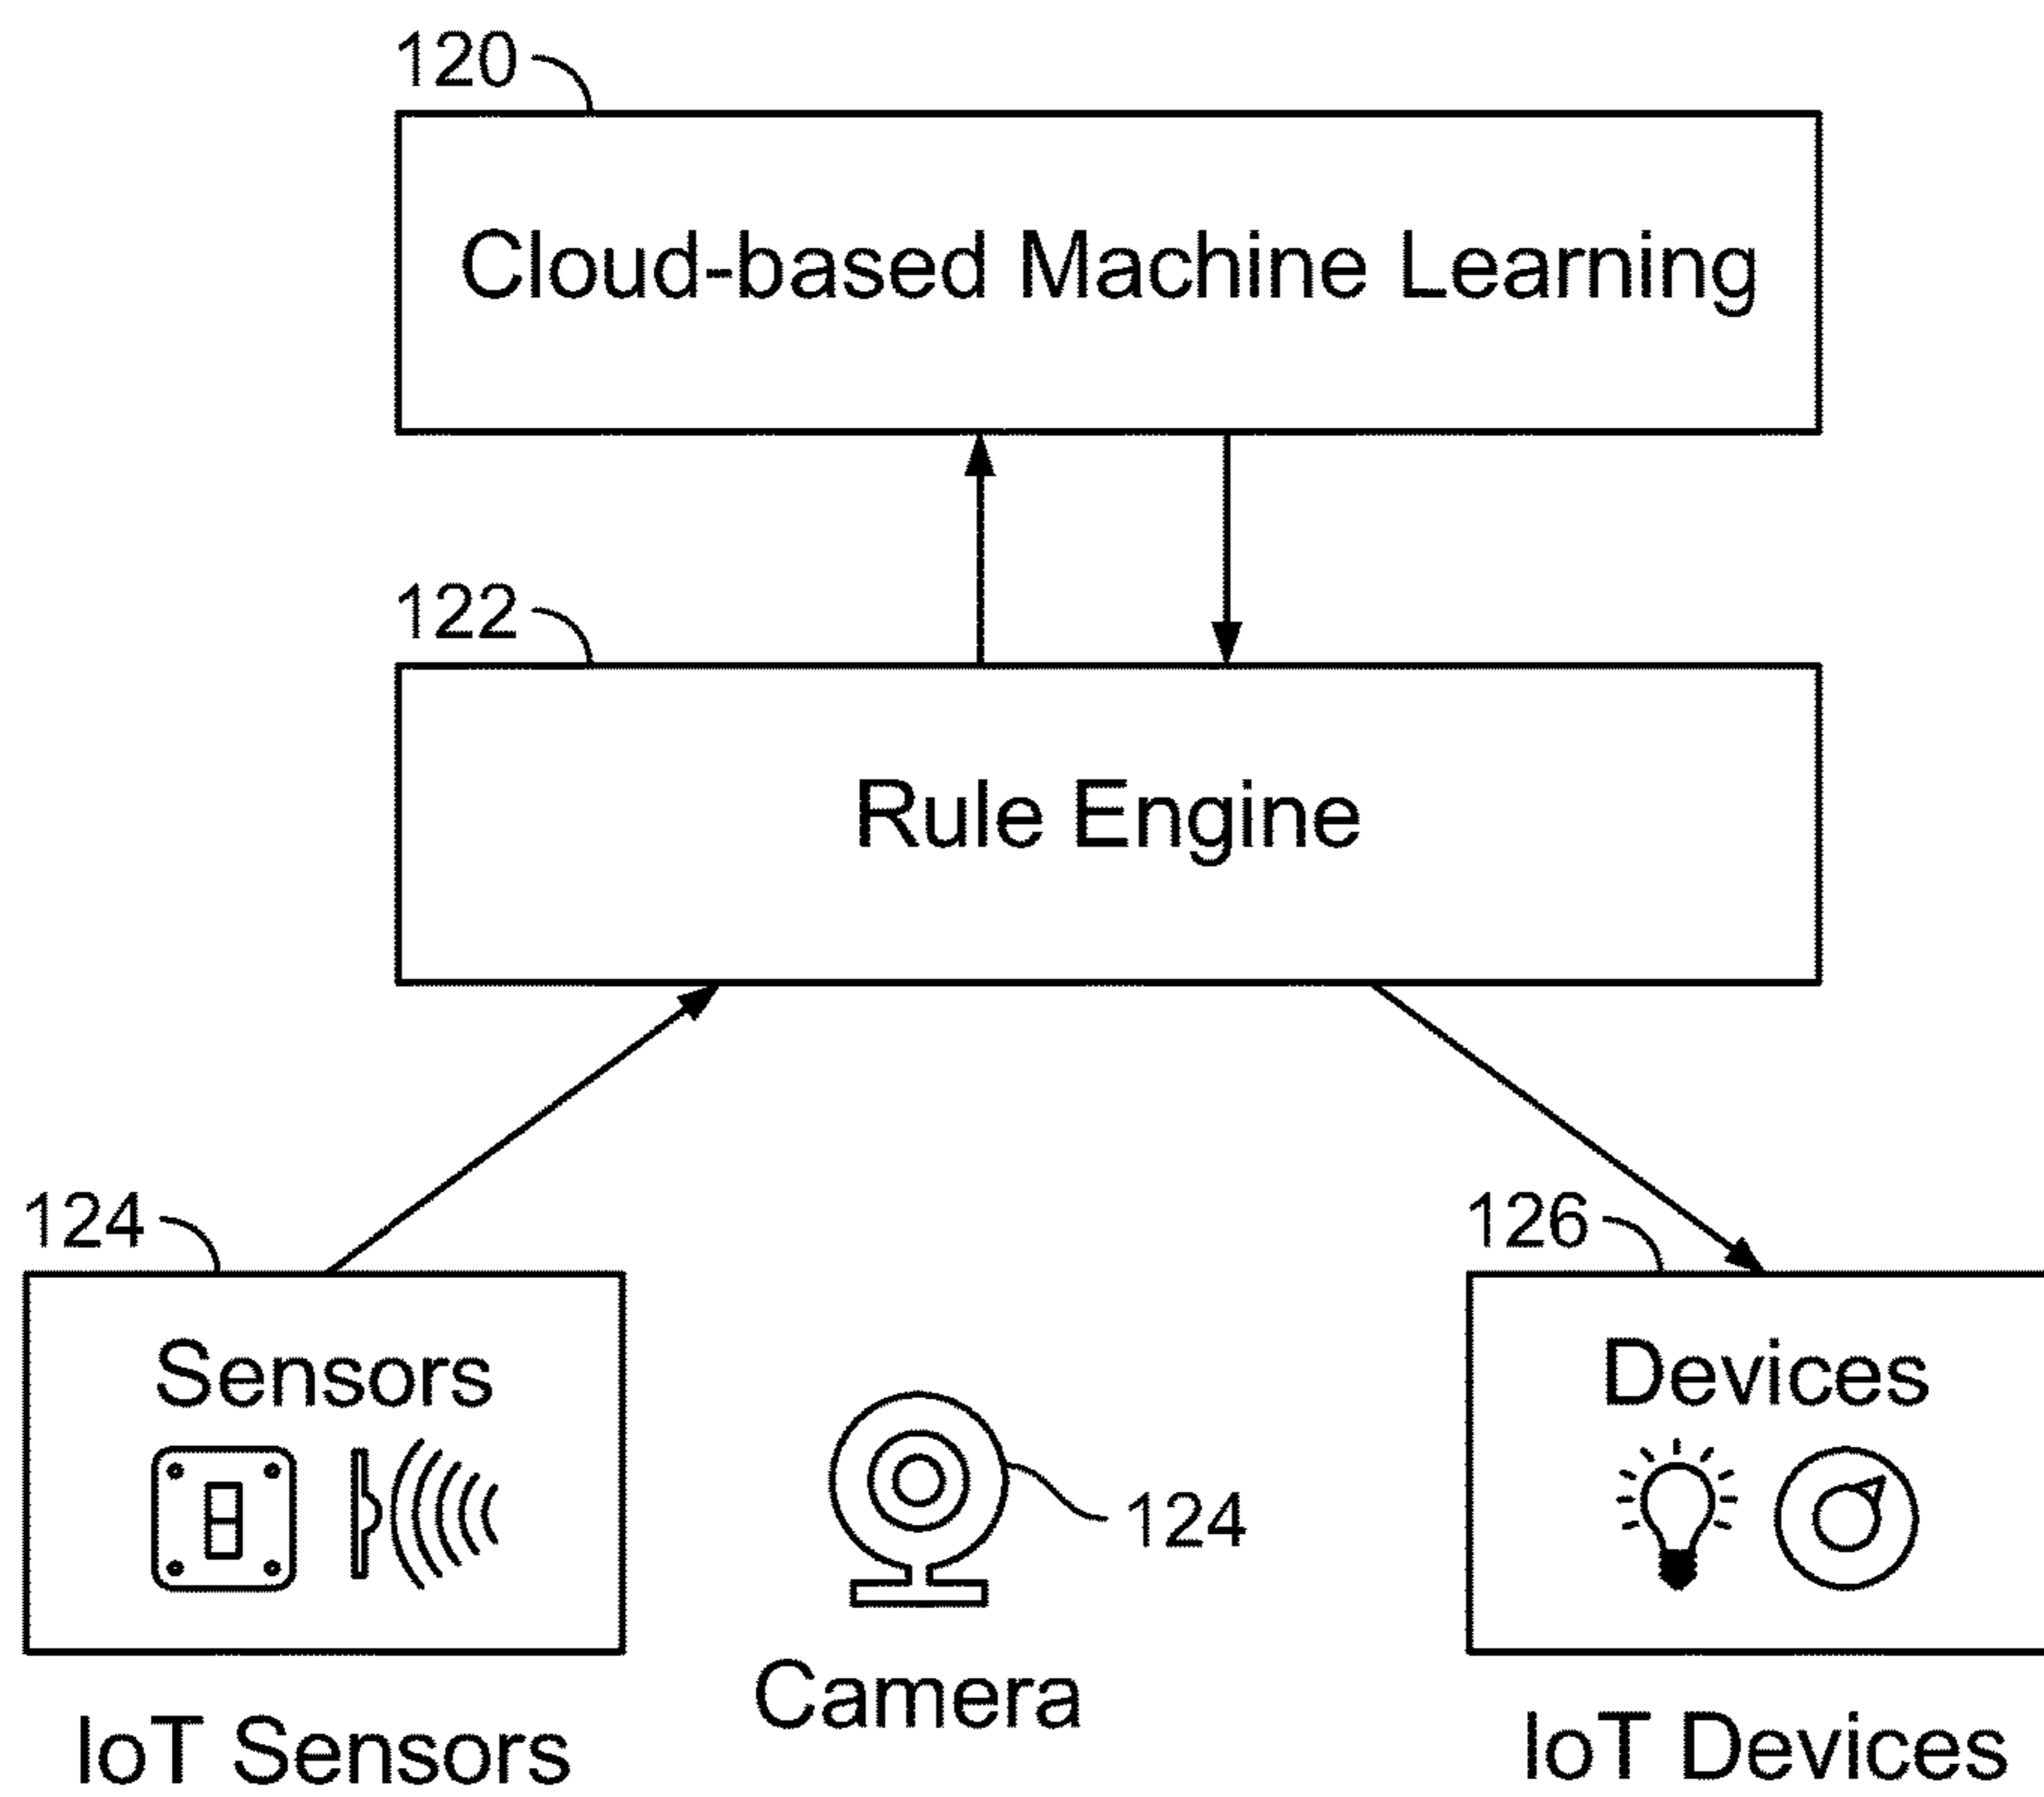 120
Cloud-based Machine Learning
122
Rule Engine
124
126
Sensors
Devices
124
Camera
IoT Sensors
IoT Devices